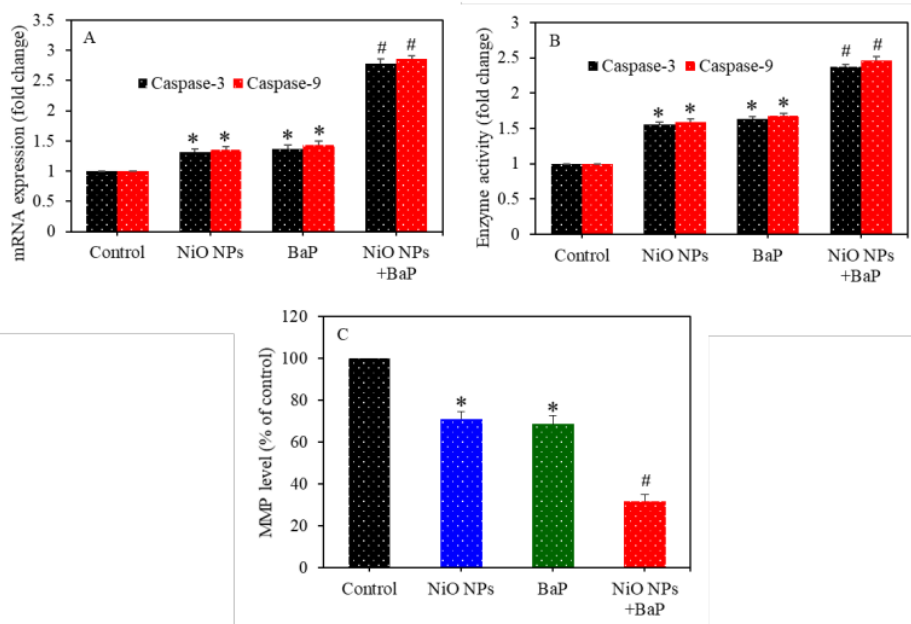 A
mRNA expression (fold change)
3.5
3
2.5
2
1.5
1
0.5
0
Caspase-3 Caspase-9
* * * * # #
Control NiO NPs BaP NiO NPs
+BaP
B
Enzyme activity (fold change)
3
2.5
2
1.5
1
0.5
0
Caspase-3 Caspase-9
* * * * # #
Control NiO NPs BaP NiO NPs
+BaP
C
MMP level (% of control)
120
100
80
60
40
20
0
* * #
Control NiO NPs BaP NiO NPs
+BaP